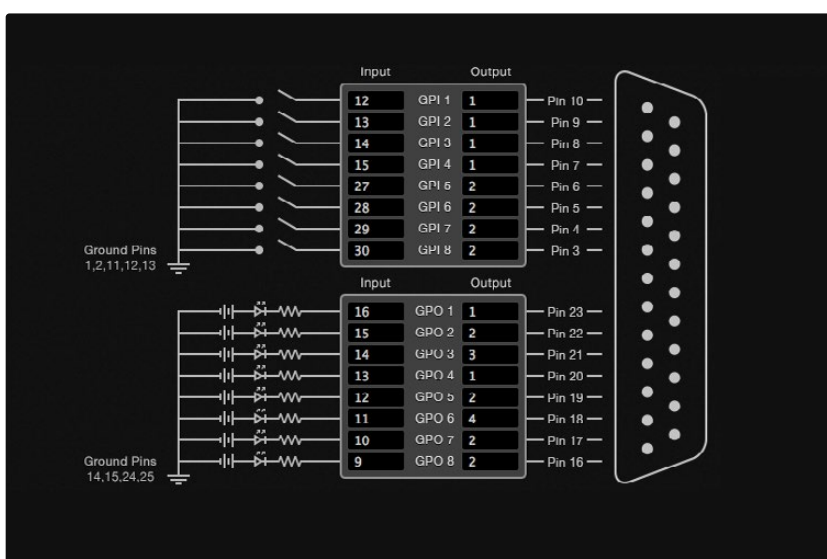 Input Output
12 GPI 1 1 Pin 10
13 GPI 2 1 Pin 9
14 GPI 3 1 Pin 8
15 GPI 4 1 Pin 7
27 GPI 5 2 Pin 6
28 GPI 6 2 Pin 5
29 GPI 7 2 Pin 4
30 GPI 8 2 Pin 3
Ground Pins
1,2,11,12,13
Input Output
16 GPO 1 1 Pin 23
15 GPO 2 2 Pin 22
14 GPO 3 3 Pin 21
13 GPO 4 1 Pin 20
12 GPO 5 2 Pin 19
11 GPO 6 4 Pin 18
10 GPO 7 2 Pin 17
9 GPO 8 2 Pin 16
Ground Pins
14,15,24,25